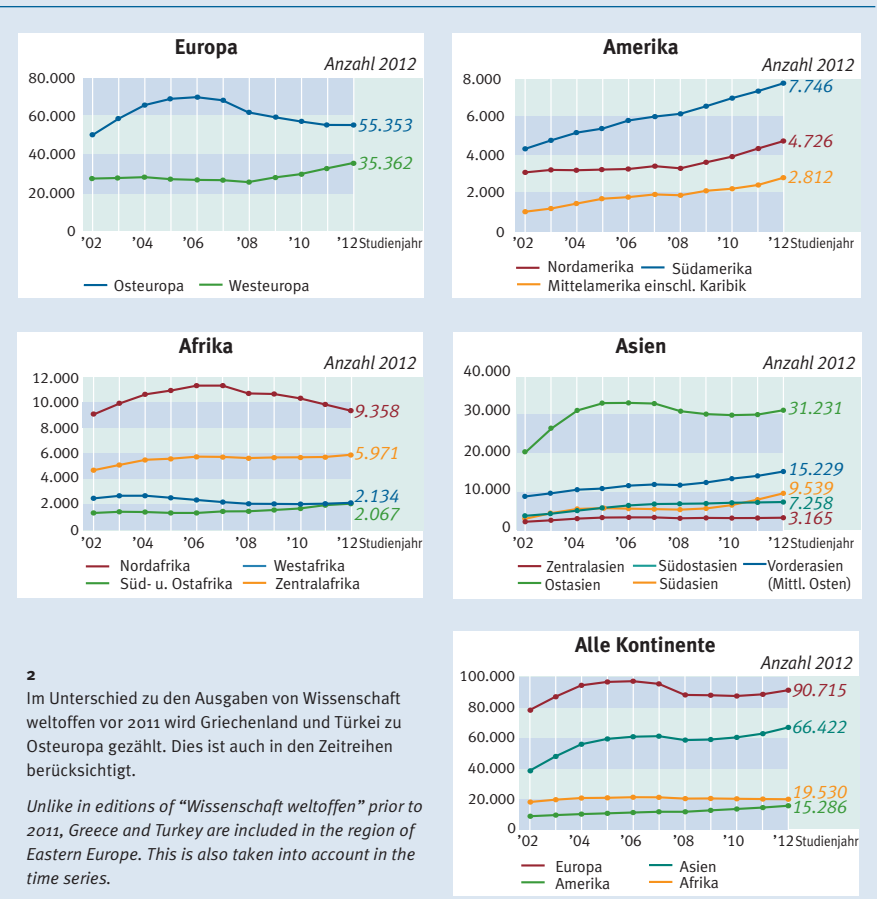 Europa
Anzahl 2012
80.000
60.000
40.000
20.000
0
55.353
35.362
’02 ’04 ’06 ’08 ’10 ’12 Studienjahr
Osteuropa Westeuropa
Amerika
Anzahl 2012
8.000
6.000
4.000
2.000
0
7.746
4.726
2.812
’02 ’04 ’06 ’08 ’10 ’12 Studienjahr
Nordamerika Südamerika
Mittelamerika einschl. Karibik
Afrika
Anzahl 2012
12.000
10.000
8.000
6.000
4.000
2.000
0
9.358
5.971
2.134
2.067
’02 ’04 ’06 ’08 ’10 ’12 Studienjahr
Nordafrika Westafrika
Süd- u. Ostafrika Zentralafrika
Asien
Anzahl 2012
40.000
30.000
20.000
10.000
0
31.231
15.229
9.539
7.258
3.165
’02 ’04 ’06 ’08 ’10 ’12 Studienjahr
Zentralasien Südostasien Vorderasien
Ostasien Südasien (Mittl. Osten)
2
Im Unterschied zu den Ausgaben von Wissenschaft
weltoffen vor 2011 wird Griechenland und Türkei zu
Osteuropa gezählt. Dies ist auch in den Zeitreihen
berücksichtigt.
Unlike in editions of “Wissenschaft weltoffen” prior to
2011, Greece and Turkey are included in the region of
Eastern Europe. This is also taken into account in the
time series.
Alle Kontinente
Anzahl 2012
100.000
80.000
60.000
40.000
20.000
0
90.715
66.422
19.530
15.286
’02 ’04 ’06 ’08 ’10 ’12 Studienjahr
Europa Asien
Amerika Afrika